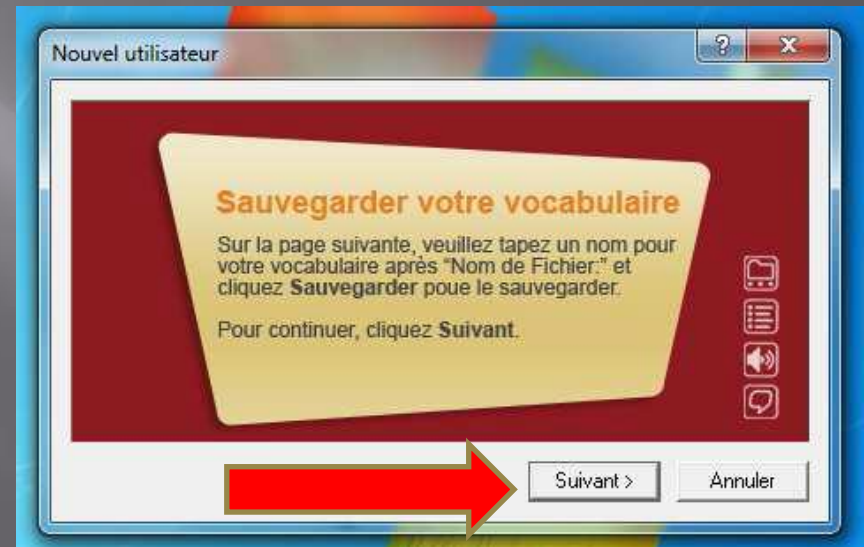 Nouvel utilisateur
Sauvegarder votre vocabulaire
Sur la page suivante, veuillez tapez un nom pour
votre vocabulaire après "Nom de Fichier:" et
cliquez Sauvegarder poue le sauvegarder.
Pour continuer, cliquez Suivant.
Suivant >
Annuler